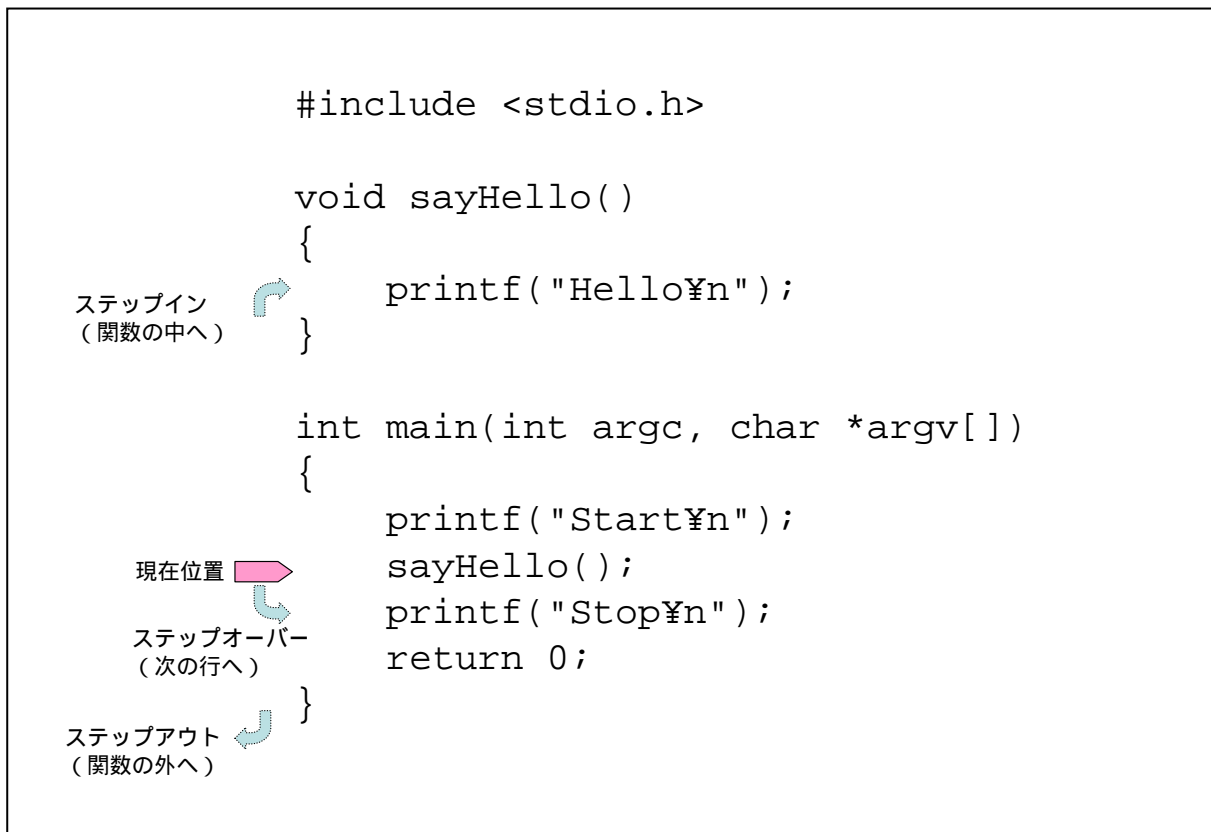 #include <stdio.h>
void sayHello()
{
printf("Hello¥n");
ステップイン
（関数の中へ）
}
int main(int argc, char *argv[])
{
printf("Start¥n");
現在位置
sayHello();
printf("Stop¥n");
ステップオーバー
（次の行へ）
return 0;
}
ステップアウト
（関数の外へ）